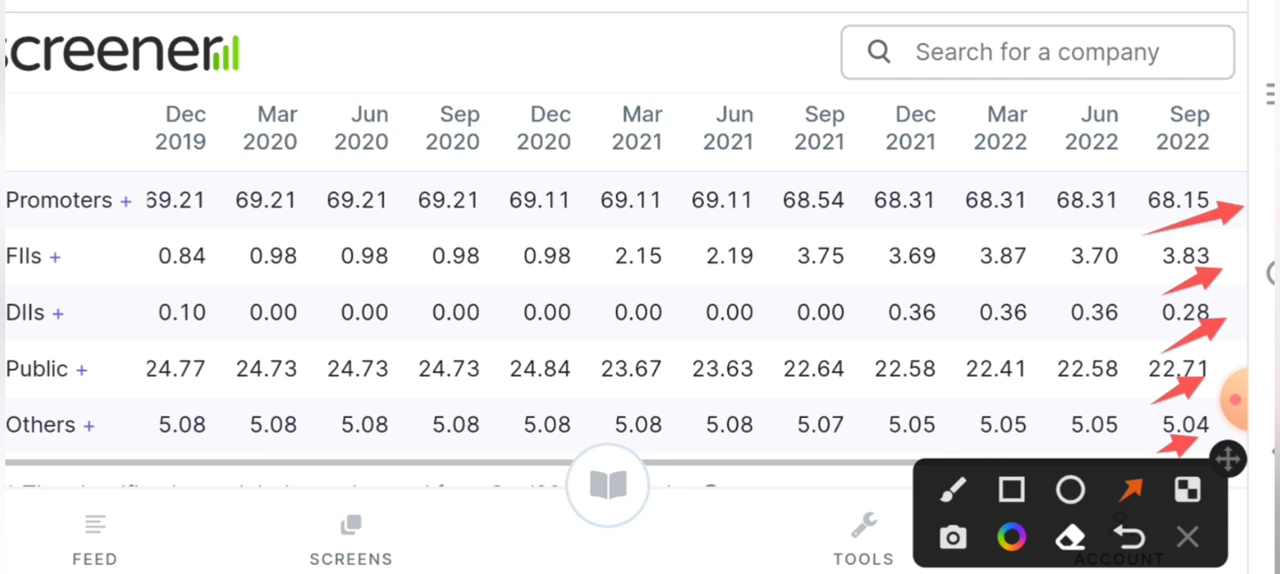 screener
Search for a company
Dec Mar Jun Sep Dec Mar Jun Sep Dec Mar Jun Sep
2019 2020 2020 2020 2020 2021 2021 2021 2021 2022 2022 2022
Promoters + 69.21 69.21 69.21 69.21 69.11 69.11 69.11 68.54 68.31 68.31 68.31 68.15
FIIs + 0.84 0.98 0.98 0.98 0.98 2.15 2.19 3.75 3.69 3.87 3.70 3.83
DIIs + 0.10 0.00 0.00 0.00 0.00 0.00 0.00 0.00 0.36 0.36 0.36 0.28
Public + 24.77 24.73 24.73 24.73 24.84 23.67 23.63 22.64 22.58 22.41 22.58 22.71
Others + 5.08 5.08 5.08 5.08 5.08 5.08 5.08 5.07 5.05 5.05 5.05 5.04
FEED SCREENS TOOLS ACCOUNT